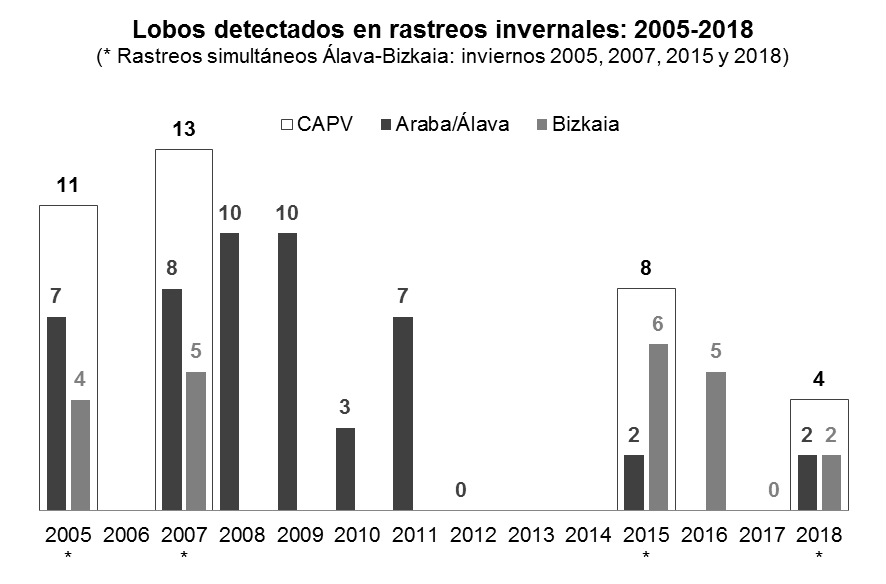 Lobos detectados en rastreos invernales: 2005-2018
(* Rastreos simultáneos Álava-Bizkaia: inviernos 2005, 2007, 2015 y 2018)
CAPV Araba/Álava Bizkaia
13
11
10 10
8 8
7 7
6
5 5
4 4
3
2 2 2
0 0
2005 2006 2007 2008 2009 2010 2011 2012 2013 2014 2015 2016 2017 2018
* * * *